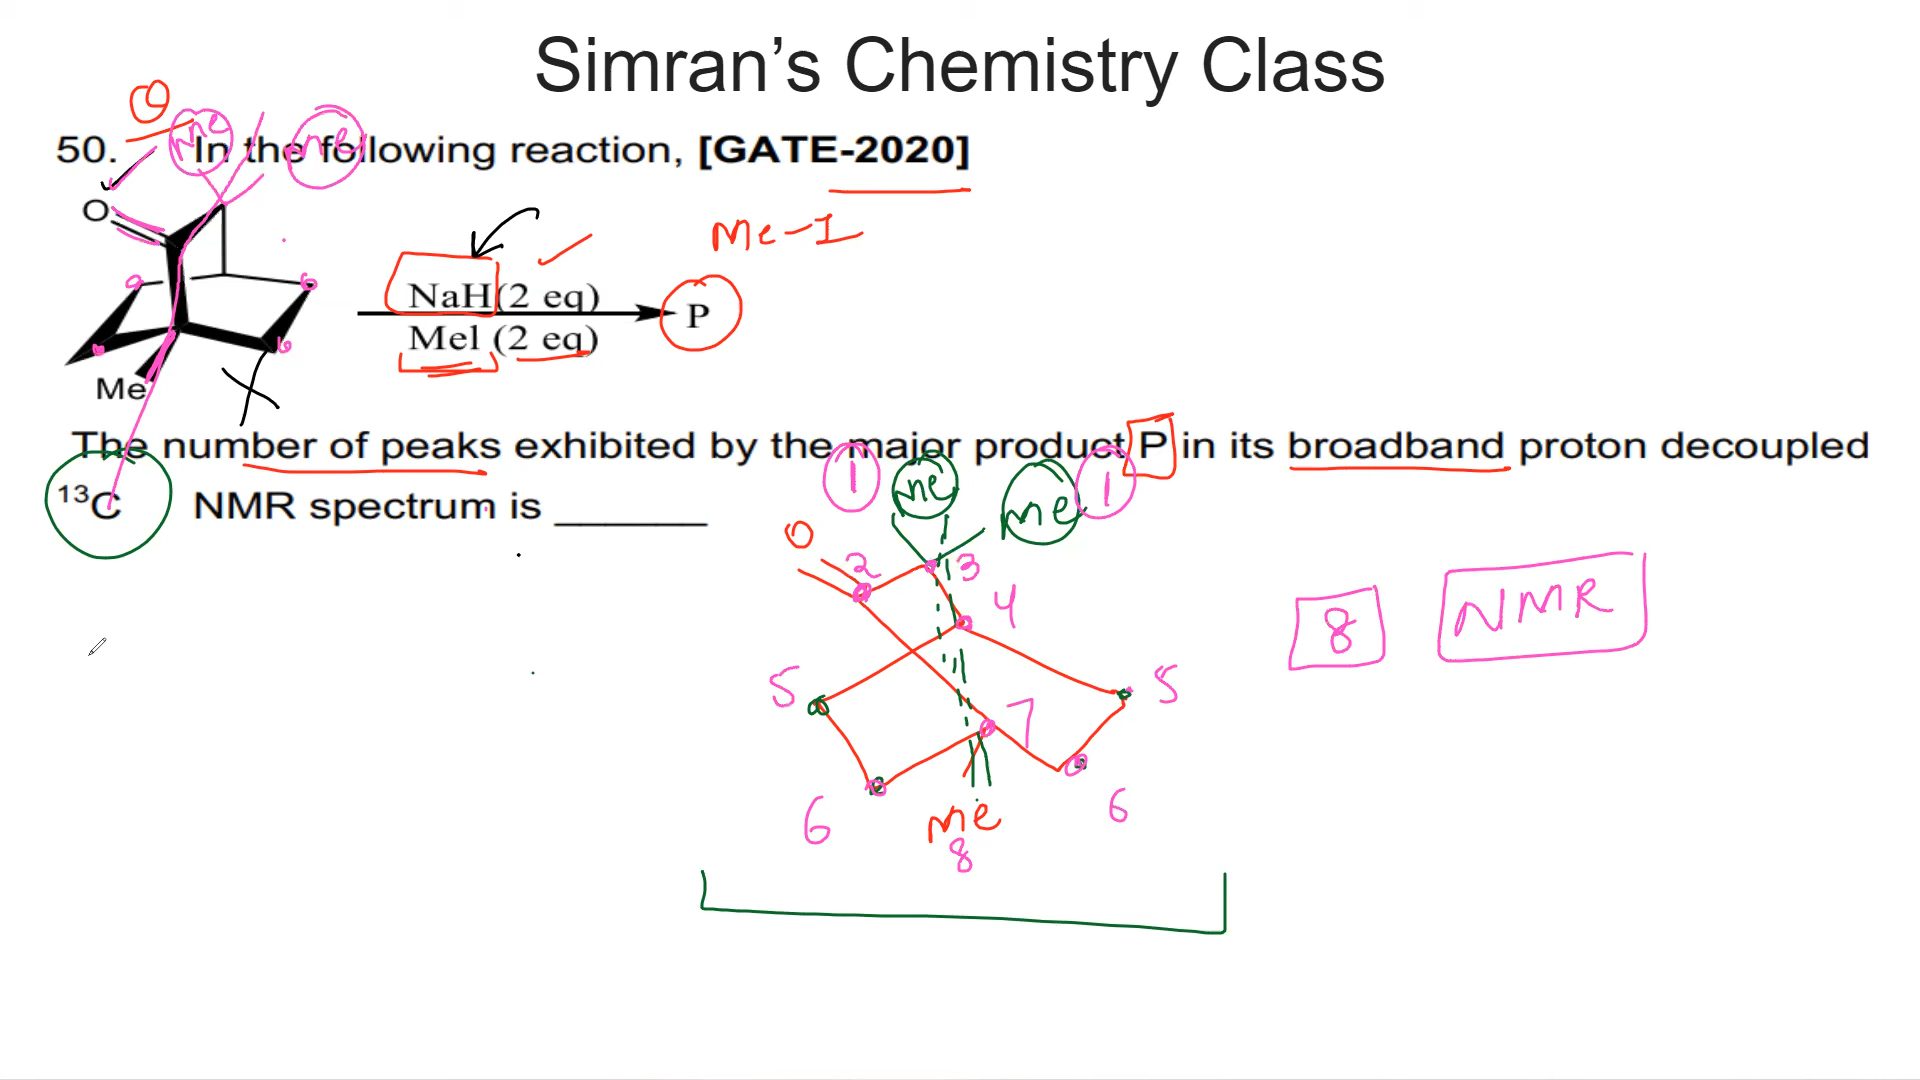 Simran's Chemistry Class
O
me me
50. In the following reaction, [GATE-2020]
O
Me-I
NaH(2 eq)
P
MeI (2 eq)
Me
The number of peaks exhibited by the major product P in its broadband proton decoupled
13C NMR spectrum is ______
1 me me 1
O
2 3
4
8 NMR
5 5
7
6 6
me
8